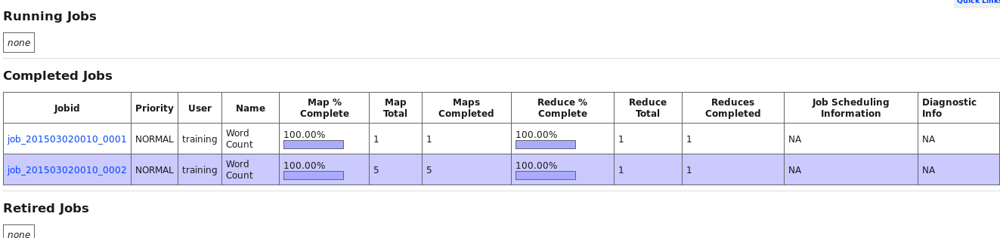 Quick Links
Running Jobs
none
Completed Jobs
Jobid Priority User Name Map % Complete Map Total Maps Completed Reduce % Complete Reduce Total Reduces Completed Job Scheduling Information Diagnostic Info
job_201503020010_0001 NORMAL training Word Count 100.00% 1 1 100.00% 1 1 NA NA
job_201503020010_0002 NORMAL training Word Count 100.00% 5 5 100.00% 1 1 NA NA
Retired Jobs
none